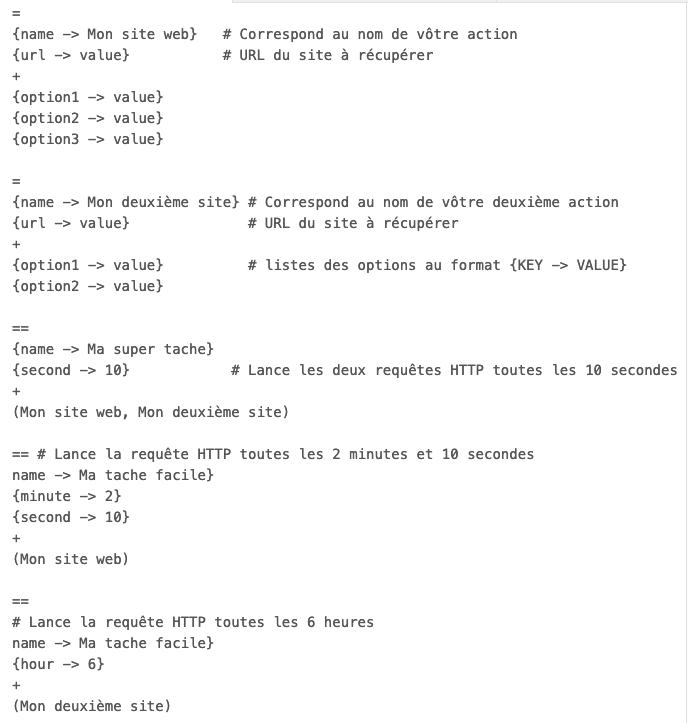 =
{name -> Mon site web}   # Correspond au nom de vôtre action
{url -> value}           # URL du site à récupérer
+
{option1 -> value}
{option2 -> value}
{option3 -> value}

=
{name -> Mon deuxième site} # Correspond au nom de vôtre deuxième action
{url -> value}              # URL du site à récupérer
+
{option1 -> value}          # listes des options au format {KEY -> VALUE}
{option2 -> value}

==
{name -> Ma super tache}
{second -> 10}            # Lance les deux requêtes HTTP toutes les 10 secondes
+
(Mon site web, Mon deuxième site)

== # Lance la requête HTTP toutes les 2 minutes et 10 secondes
name -> Ma tache facile}
{minute -> 2}
{second -> 10}
+
(Mon site web)

==
# Lance la requête HTTP toutes les 6 heures
name -> Ma tache facile}
{hour -> 6}
+
(Mon deuxième site)